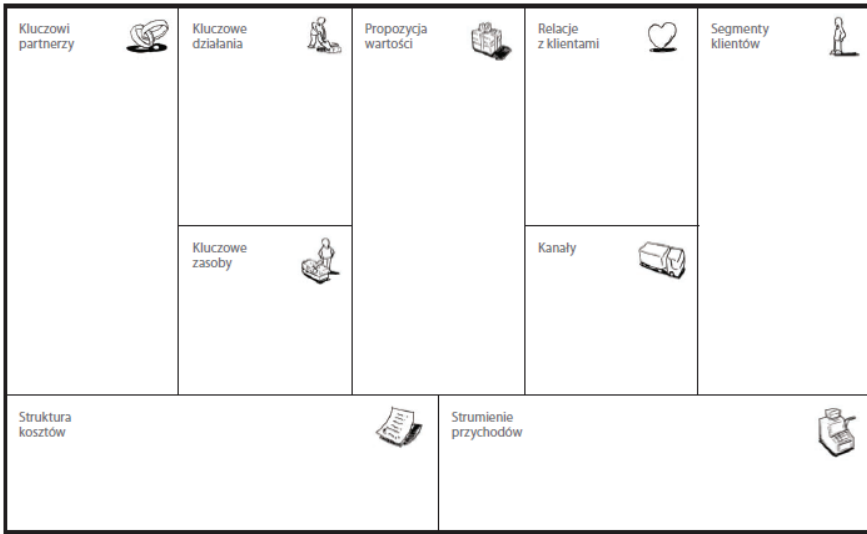 Kluczowi
partnerzy
Kluczowe
działania
Propozycja
wartości
Relacje
z klientami
Segmenty
klientów
Kluczowe
zasoby
Kanały
Struktura
kosztów
Strumienie
przychodów